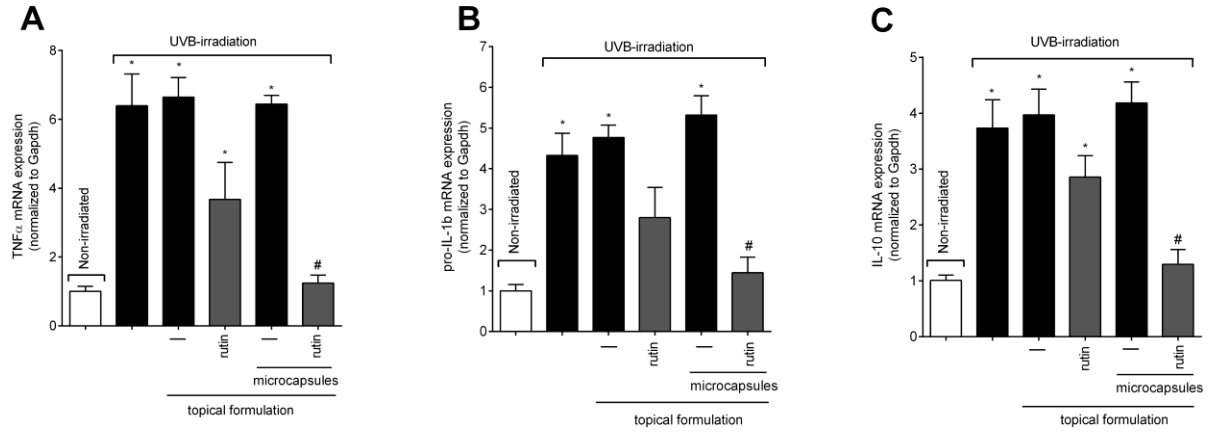 A
UVB-irradiation
TNFα mRNA expression
(normalized to Gapdh)
8
6
4
2
0
Non-irradiated
*
*
*
*
#
—
rutin
—
rutin
microcapsules
topical formulation
B
UVB-irradiation
pro-IL-1b mRNA expression
(normalized to Gapdh)
7
6
5
4
3
2
1
0
Non-irradiated
*
*
*
#
—
rutin
—
rutin
microcapsules
topical formulation
C
UVB-irradiation
IL-10 mRNA expression
(normalized to Gapdh)
5
4
3
2
1
0
Non-irradiated
*
*
*
*
#
—
rutin
—
rutin
microcapsules
topical formulation